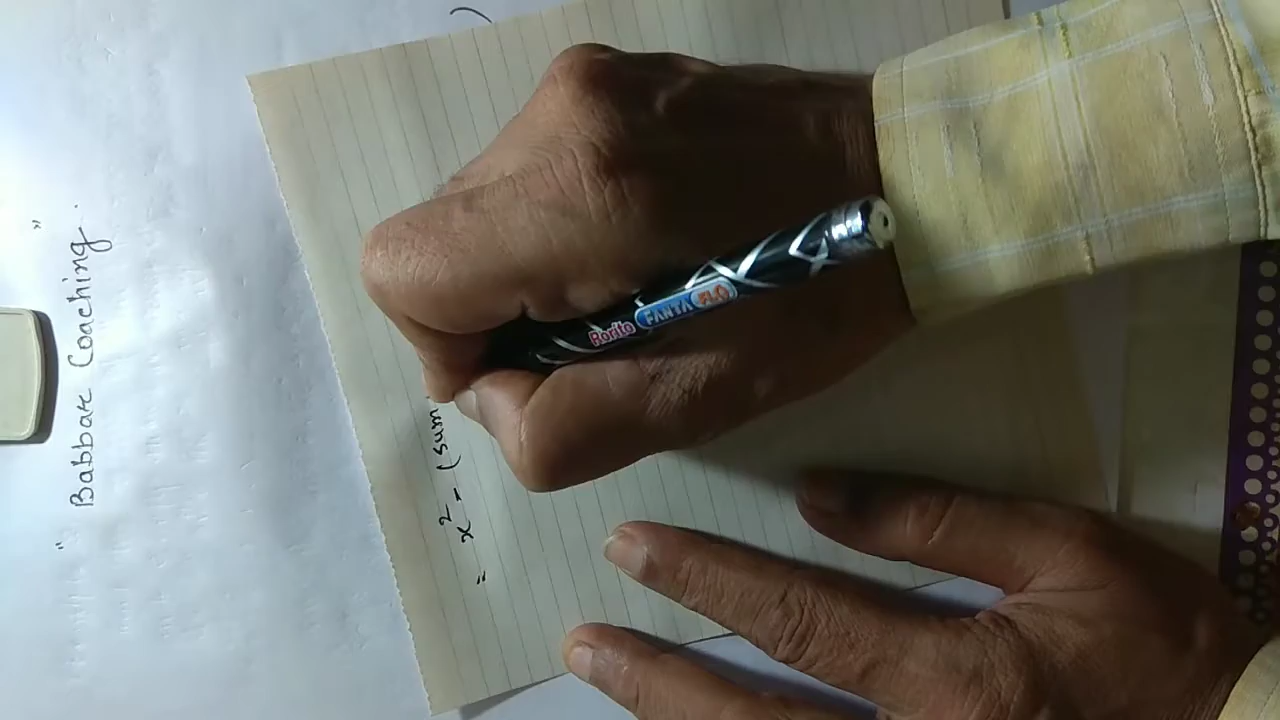 " Babbar Coaching "
= x² - (sum
Rorito FANTA FLO